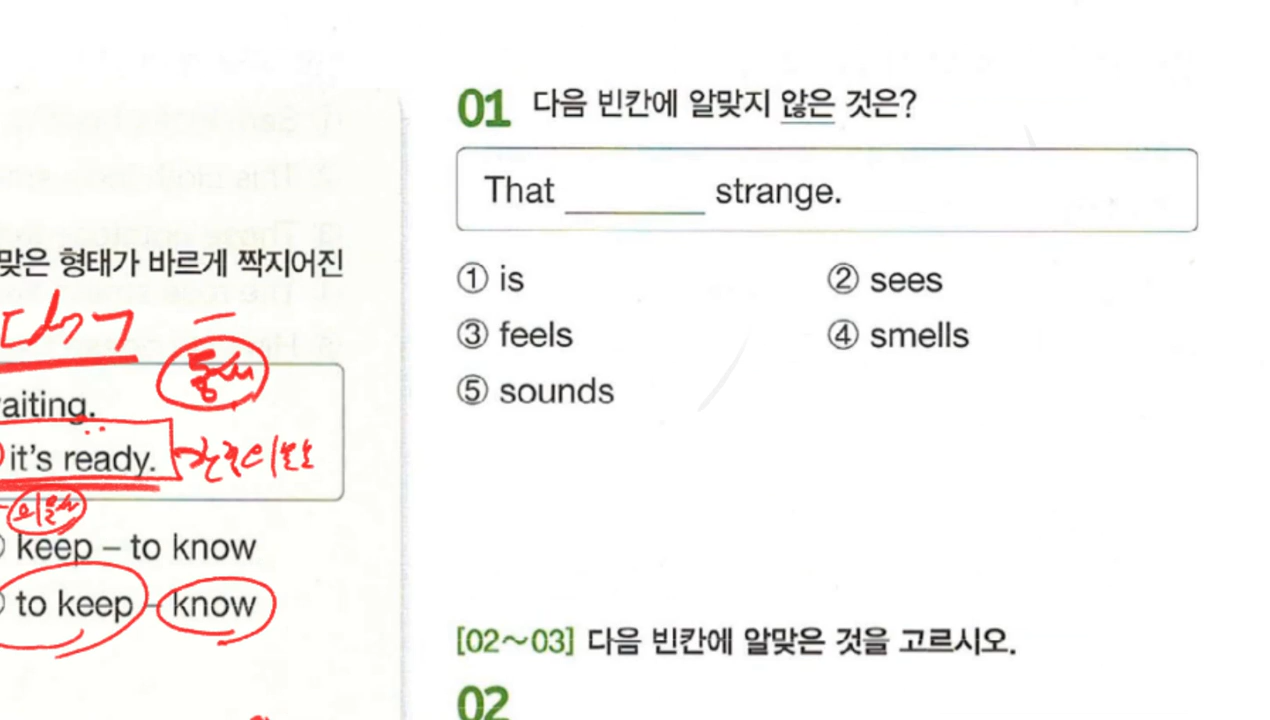 맞은 형태가 바르게 짝지어진
동사
waiting.
it's ready.
keep – to know
to keep – know
01 다음 빈칸에 알맞지 않은 것은?
That ________ strange.
① is ② sees
③ feels ④ smells
⑤ sounds
[02~03] 다음 빈칸에 알맞은 것을 고르시오.
02